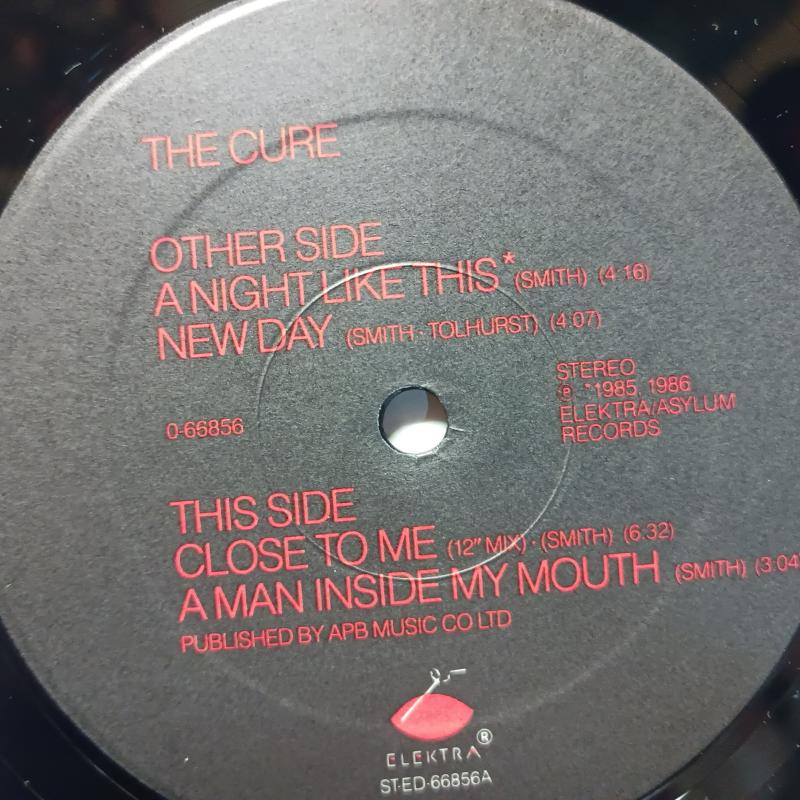 THE CURE
OTHER SIDE
A NIGHT LIKE THIS* (SMITH) (4:16)
NEW DAY (SMITH · TOLHURST) (4:07)
0-66856
STEREO
℗ *1985, 1986
ELEKTRA/ASYLUM
RECORDS
THIS SIDE
CLOSE TO ME (12" MIX) · (SMITH) (6:32)
A MAN INSIDE MY MOUTH (SMITH) (3:04
PUBLISHED BY APB MUSIC CO LTD
ELEKTRA®
ST-ED-66856A